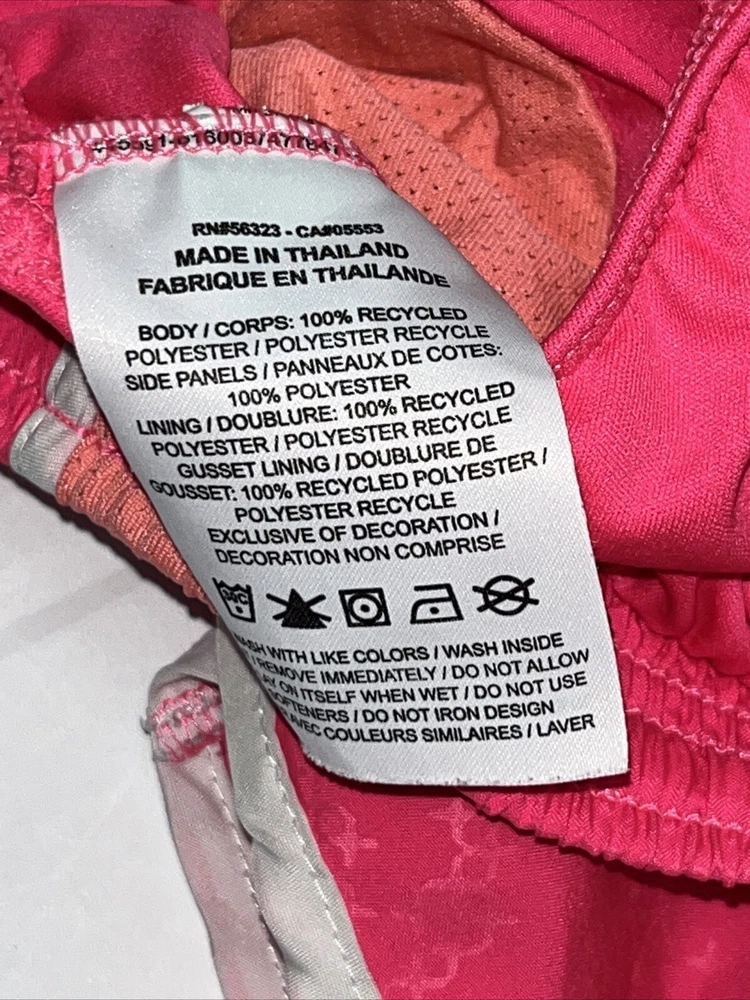 RN#56323 - CA#05553
MADE IN THAILAND
FABRIQUE EN THAILANDE
BODY / CORPS: 100% RECYCLED
POLYESTER / POLYESTER RECYCLE
SIDE PANELS / PANNEAUX DE COTES:
100% POLYESTER
LINING / DOUBLURE: 100% RECYCLED
POLYESTER / POLYESTER RECYCLE
GUSSET LINING / DOUBLURE DE
GOUSSET: 100% RECYCLED POLYESTER /
POLYESTER RECYCLE
EXCLUSIVE OF DECORATION /
DECORATION NON COMPRISE
WITH LIKE COLORS / WASH INSIDE
/ REMOVE IMMEDIATELY / DO NOT ALLOW
ON ITSELF WHEN WET / DO NOT USE
/ DO NOT IRON DESIGN
AVEC COULEURS SIMILAIRES / LAVER